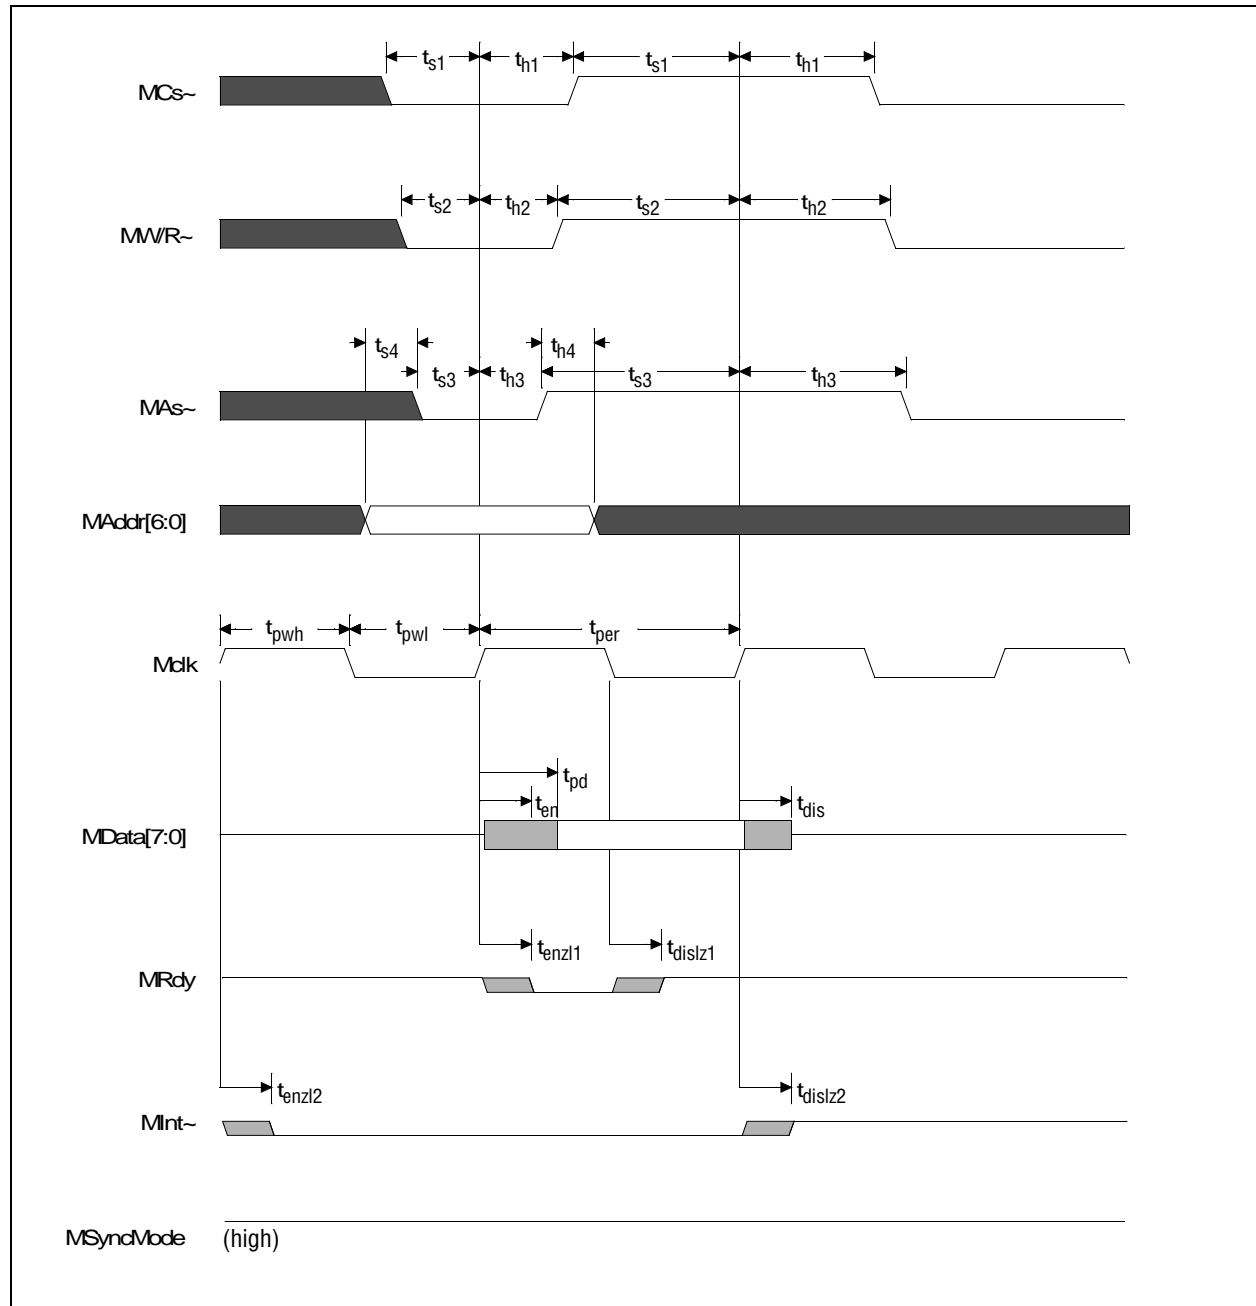 ts1 th1 ts1 th1
MCs~
ts2 th2 ts2 th2
MW/R~
ts4 th4
ts3 th3 ts3 th3
MAs~
MAddr[6:0]
tpwh tpwl tper
Mclk
tpd
ten tdis
MData[7:0]
tenzl1 tdislz1
MRdy
tenzl2 tdislz2
MInt~
MSyncMode (high)